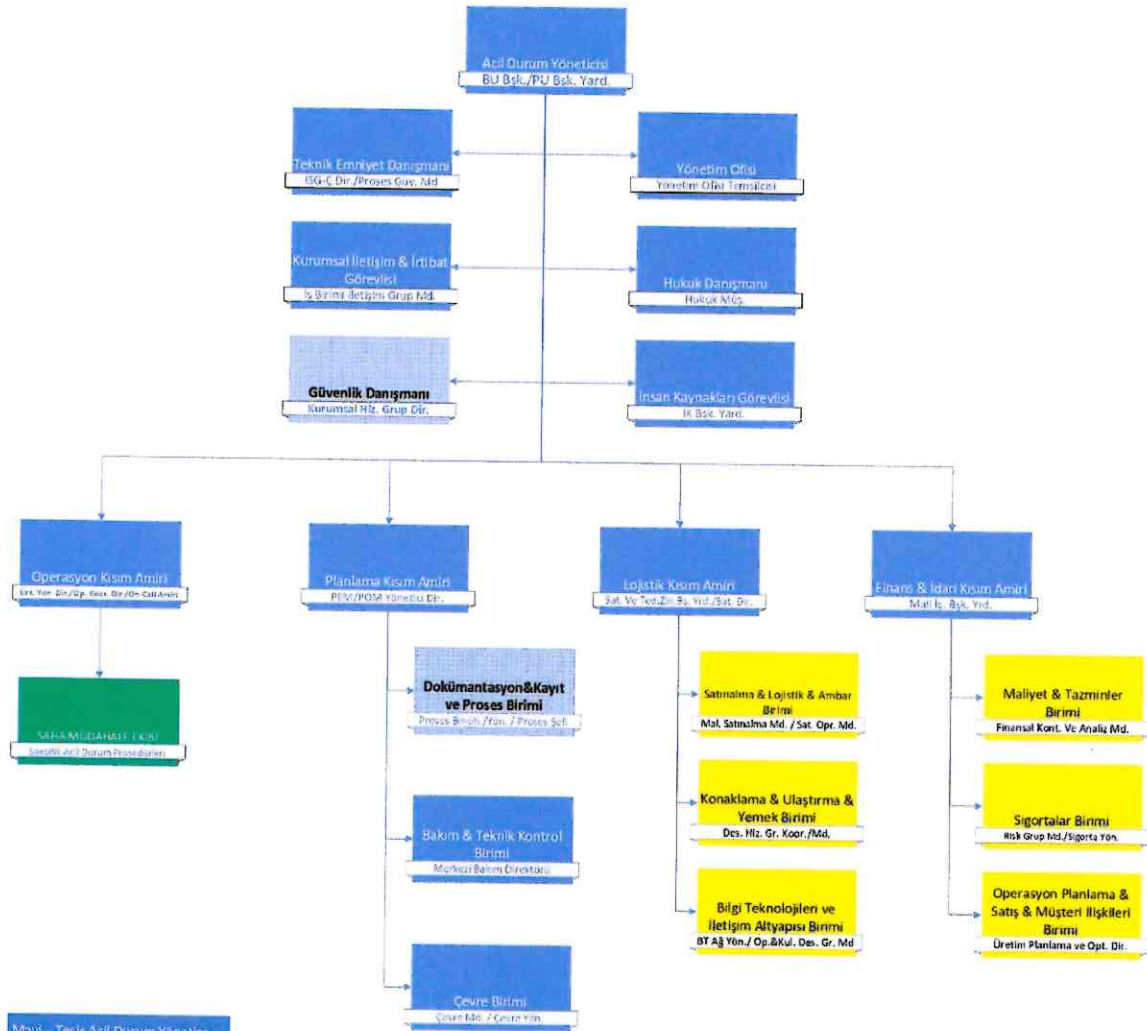 Acil Durum Yöneticisi
BU Bşk./PU Bşk. Yard.
Teknik Emniyet Danışmanı
İSG-Ç Dir./Proses Güv. Md
Yönetim Ofisi
Yönetim Ofisi Temsilcisi
Kurumsal İletişim & İrtibat
Görevlisi
İş Birimi İletişim Grup Md.
Hukuk Danışmanı
Hukuk Müş.
Güvenlik Danışmanı
Kurumsal Hiz. Grup Dir.
İnsan Kaynakları Görevlisi
İK Bşk. Yard.
Operasyon Kısım Amiri
Planlama Kısım Amiri
PEM/POM Yönetici Dir.
Lojistik Kısım Amiri
Sat. Ve Ted.Zin.Bş. Yrd./Sat. Dir.
Finans & İdari Kısım Amiri
Mali İş. Bşk. Yrd.
SAHA MÜDAHALE EKİBİ
Spesifik Acil Durum Prosedürleri
Dokümantasyon&Kayıt
ve Proses Birimi
/Yön. / Proses Şefi
Bakım & Teknik Kontrol
Birimi
Merkezi Bakım Direktörü
Çevre Birimi
Çevre Md. / Çevre Yön.
Satınalma & Lojistik & Ambar
Birimi
Mal. Satınalma Md. / Sat. Opr. Md.
Konaklama & Ulaştırma &
Yemek Birimi
Des. Hiz. Gr. Koor./Md.
Bilgi Teknolojileri ve
İletişim Altyapısı Birimi
BT Ağ Yön./ Op.&Kul. Des. Gr. Md
Maliyet & Tazminler
Birimi
Finansal Kont. Ve Analiz Md.
Sigortalar Birimi
Risk Grup Md./Sigorta Yön.
Operasyon Planlama &
Satış & Müşteri İlişkileri
Birimi
Üretim Planlama ve Opt. Dir.
Mavi – Tesis Acil Durum